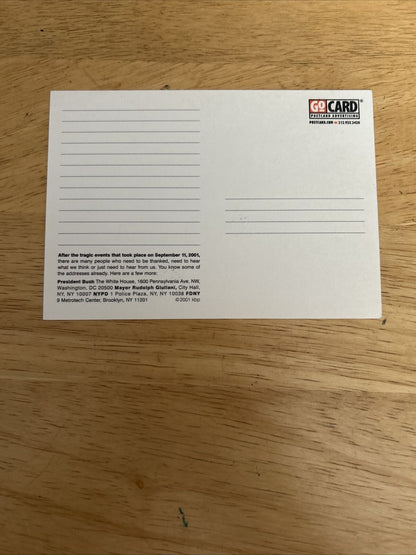 GOCARD®
POSTCARD ADVERTISING
After the tragic events that took place on September 11, 2001,
there are many people who need to be thanked, need to hear
what we think or just need to hear from us. You know some of
the addresses already. Here are a few more:
President Bush The White House, 1600 Pennsylvania Ave. NW,
Washington, DC 20500 Mayor Rudolph Giuliani, City Hall,
NY, NY 10007 NYPD 1 Police Plaza, NY, NY 10038 FDNY
9 Metrotech Center, Brooklyn, NY 11201 ©2001 kbp